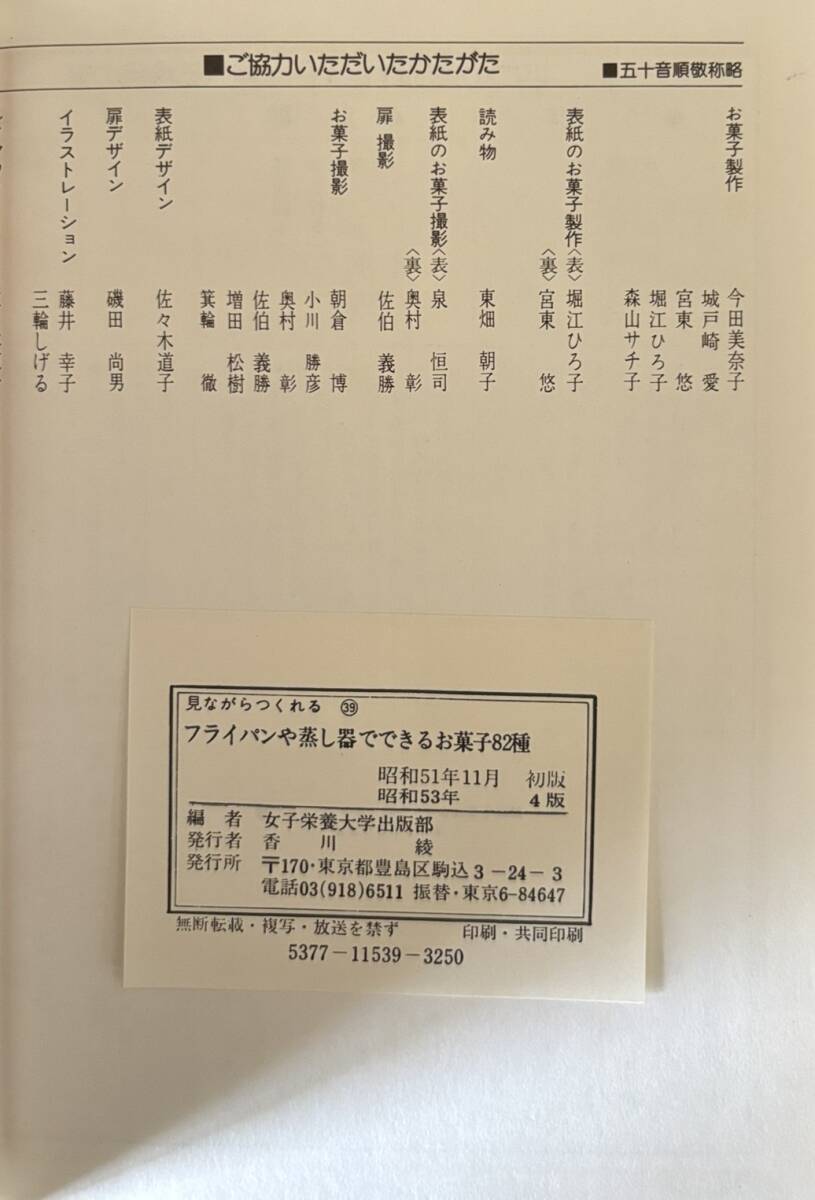 ■ご協力いただいたかたがた
■五十音順敬称略
お菓子製作
今田美奈子
城戸崎 愛
宮東 悠
堀江ひろ子
森山サチ子
表紙のお菓子製作〈表〉堀江ひろ子
〈裏〉宮東 悠
読み物 東畑 朝子
表紙のお菓子撮影〈表〉泉 恒司
〈裏〉奥村 彰
扉 撮影 佐伯 義勝
お菓子撮影 朝倉 博
小川 勝彦
奥村 彰
佐伯 義勝
増田 松樹
箕輪 徹
表紙デザイン 佐々木道子
扉デザイン 磯田 尚男
イラストレーション 藤井 幸子
三輪しげる
見ながらつくれる ㊴
フライパンや蒸し器でできるお菓子82種
昭和51年11月 初版
昭和53年 4版
編者 女子栄養大学出版部
発行者 香川 綾
発行所 〒170・東京都豊島区駒込3-24-3
電話03(918)6511 振替・東京6-84647
無断転載・複写・放送を禁ず 印刷・共同印刷
5377-11539-3250